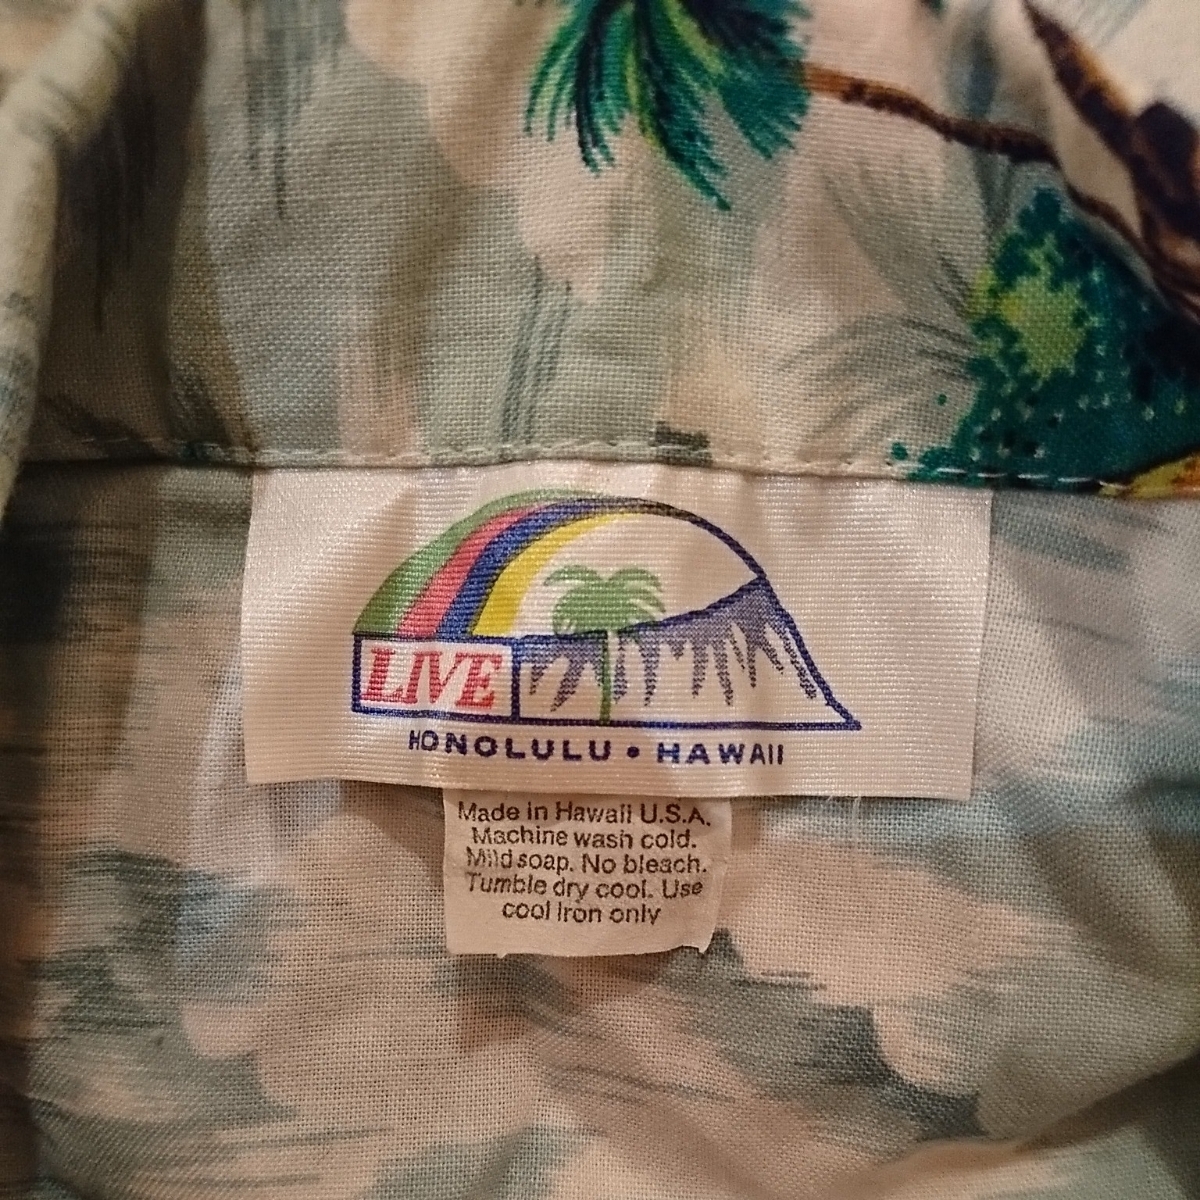 LIVE
HONOLULU • HAWAII
Made in Hawaii U.S.A.
Machine wash cold.
Mild soap. No bleach.
Tumble dry cool. Use
cool Iron only